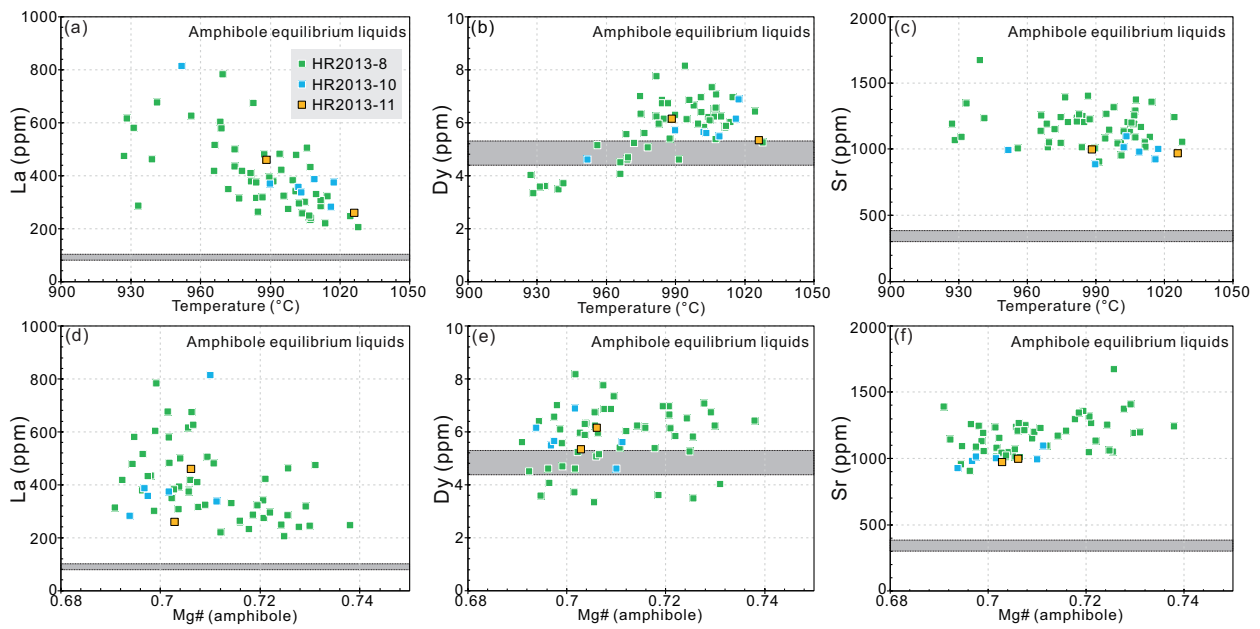 (a)
Amphibole equilibrium liquids
HR2013-8
HR2013-10
HR2013-11
La (ppm)
1000
800
600
400
200
0
900
930
960
990
1020
1050
Temperature (°C)
(b)
Amphibole equilibrium liquids
Dy (ppm)
10
8
6
4
2
0
900
930
960
990
1020
1050
Temperature (°C)
(c)
Amphibole equilibrium liquids
Sr (ppm)
2000
1500
1000
500
0
900
930
960
990
1020
1050
Temperature (°C)
(d)
Amphibole equilibrium liquids
La (ppm)
1000
800
600
400
200
0
0.68
0.7
0.72
0.74
Mg# (amphibole)
(e)
Amphibole equilibrium liquids
Dy (ppm)
10
8
6
4
2
0
0.68
0.7
0.72
0.74
Mg# (amphibole)
(f)
Amphibole equilibrium liquids
Sr (ppm)
2000
1500
1000
500
0
0.68
0.7
0.72
0.74
Mg# (amphibole)